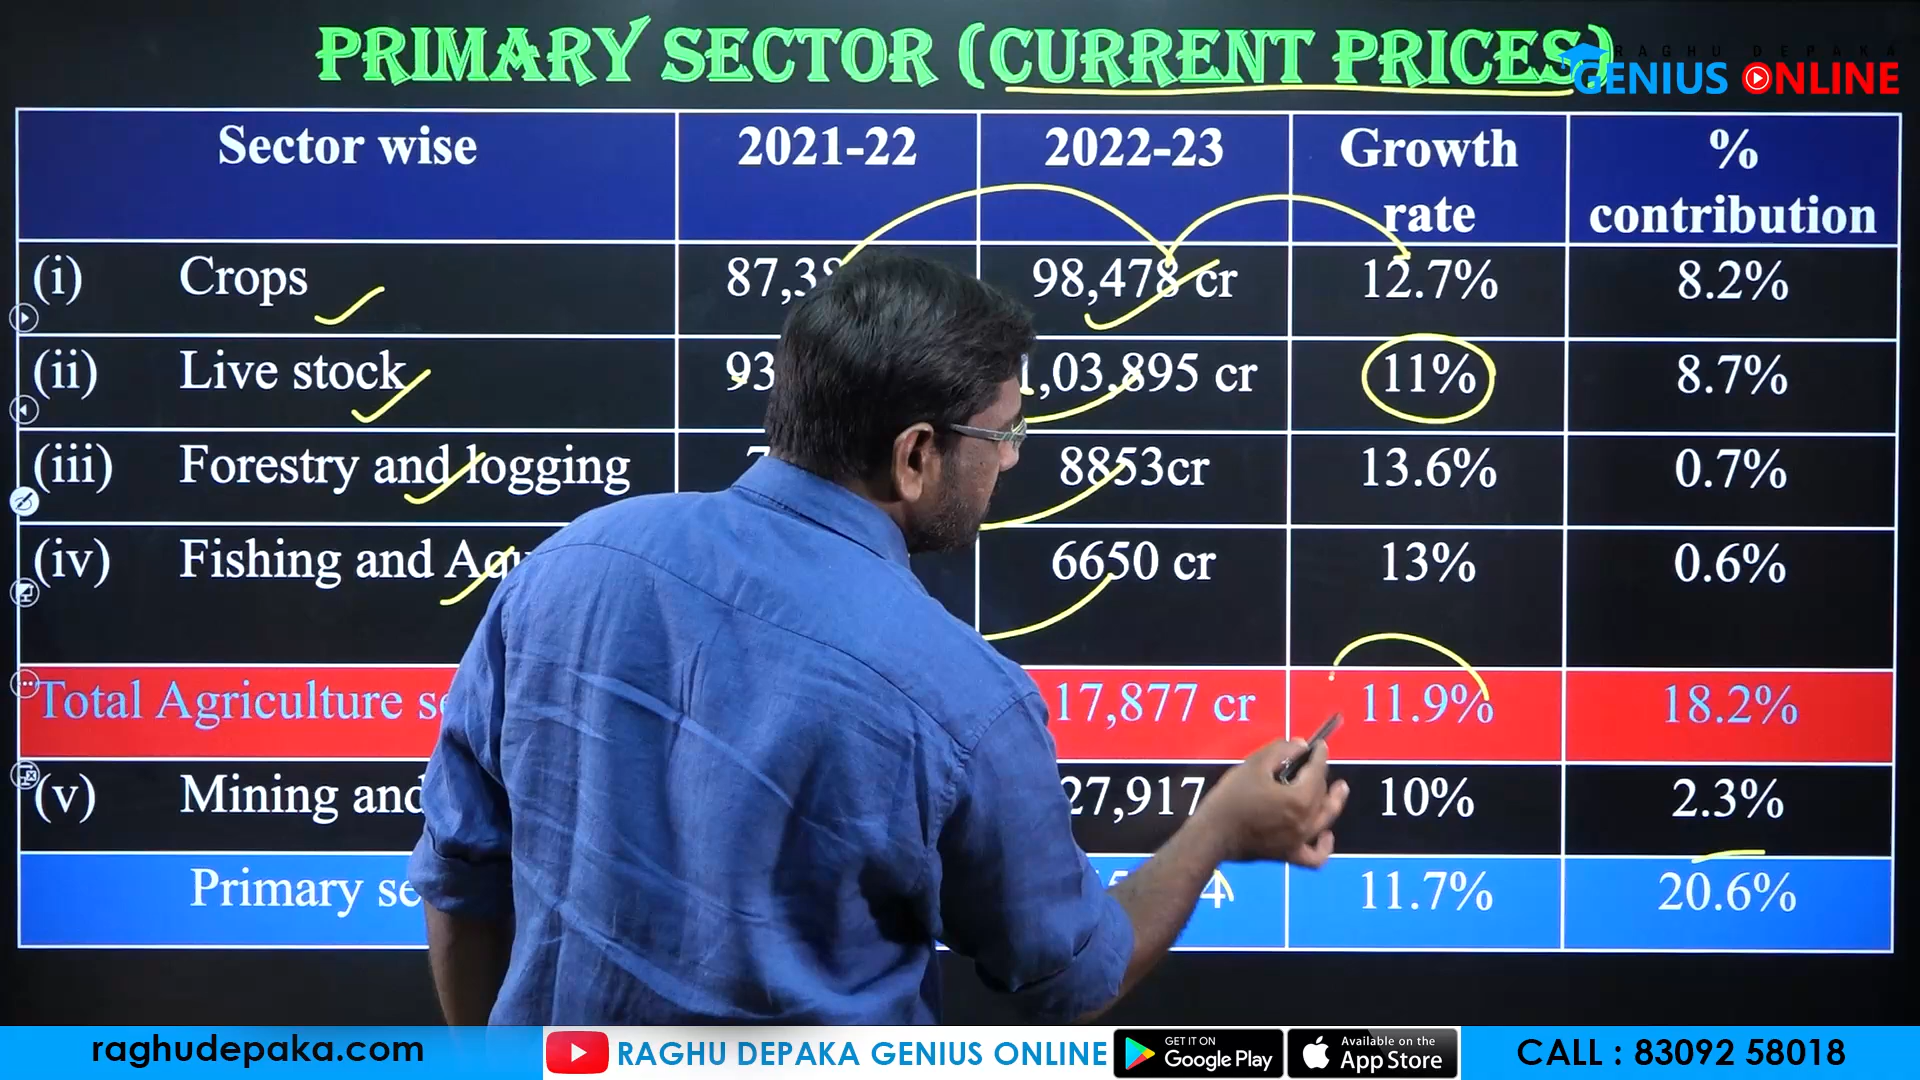 PRIMARY SECTOR (CURRENT PRICES)
RAGHU DEPAKA
GENIUS ONLINE
Sector wise 2021-22 2022-23 Growth rate % contribution
(i) Crops 98,478 cr 12.7% 8.2%
(ii) Live stock 1,03,895 cr 11% 8.7%
(iii) Forestry and logging 8853cr 13.6% 0.7%
(iv) Fishing and 6650 cr 13% 0.6%
Total Agriculture 17,877 cr 11.9% 18.2%
(v) Mining and 27,917 10% 2.3%
Primary 11.7% 20.6%
raghudepaka.com
RAGHU DEPAKA GENIUS ONLINE
GET IT ON
Google Play
Available on the
App Store
CALL : 83092 58018